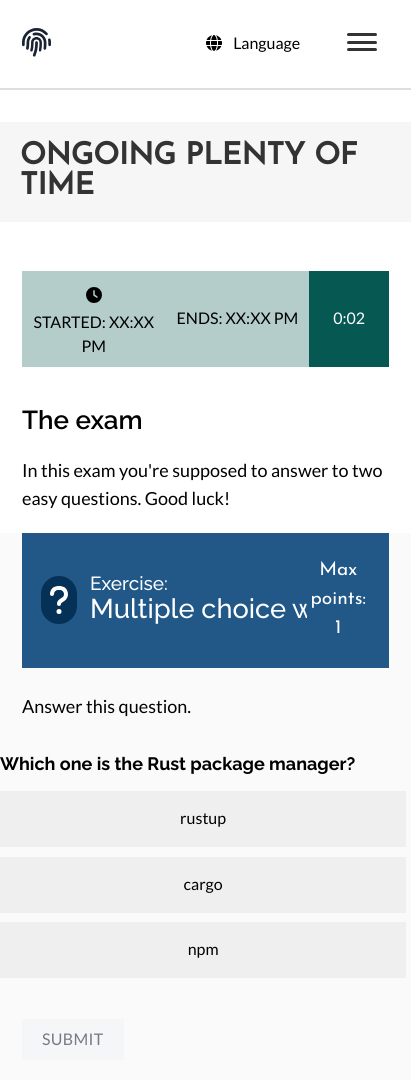 Language
ONGOING PLENTY OF
TIME
STARTED: XX:XX
PM
ENDS: XX:XX PM
0:02
The exam
In this exam you're supposed to answer to two
easy questions. Good luck!
Exercise:
Multiple choice w
Max
points:
1
?
Answer this question.
Which one is the Rust package manager?
rustup
cargo
npm
SUBMIT